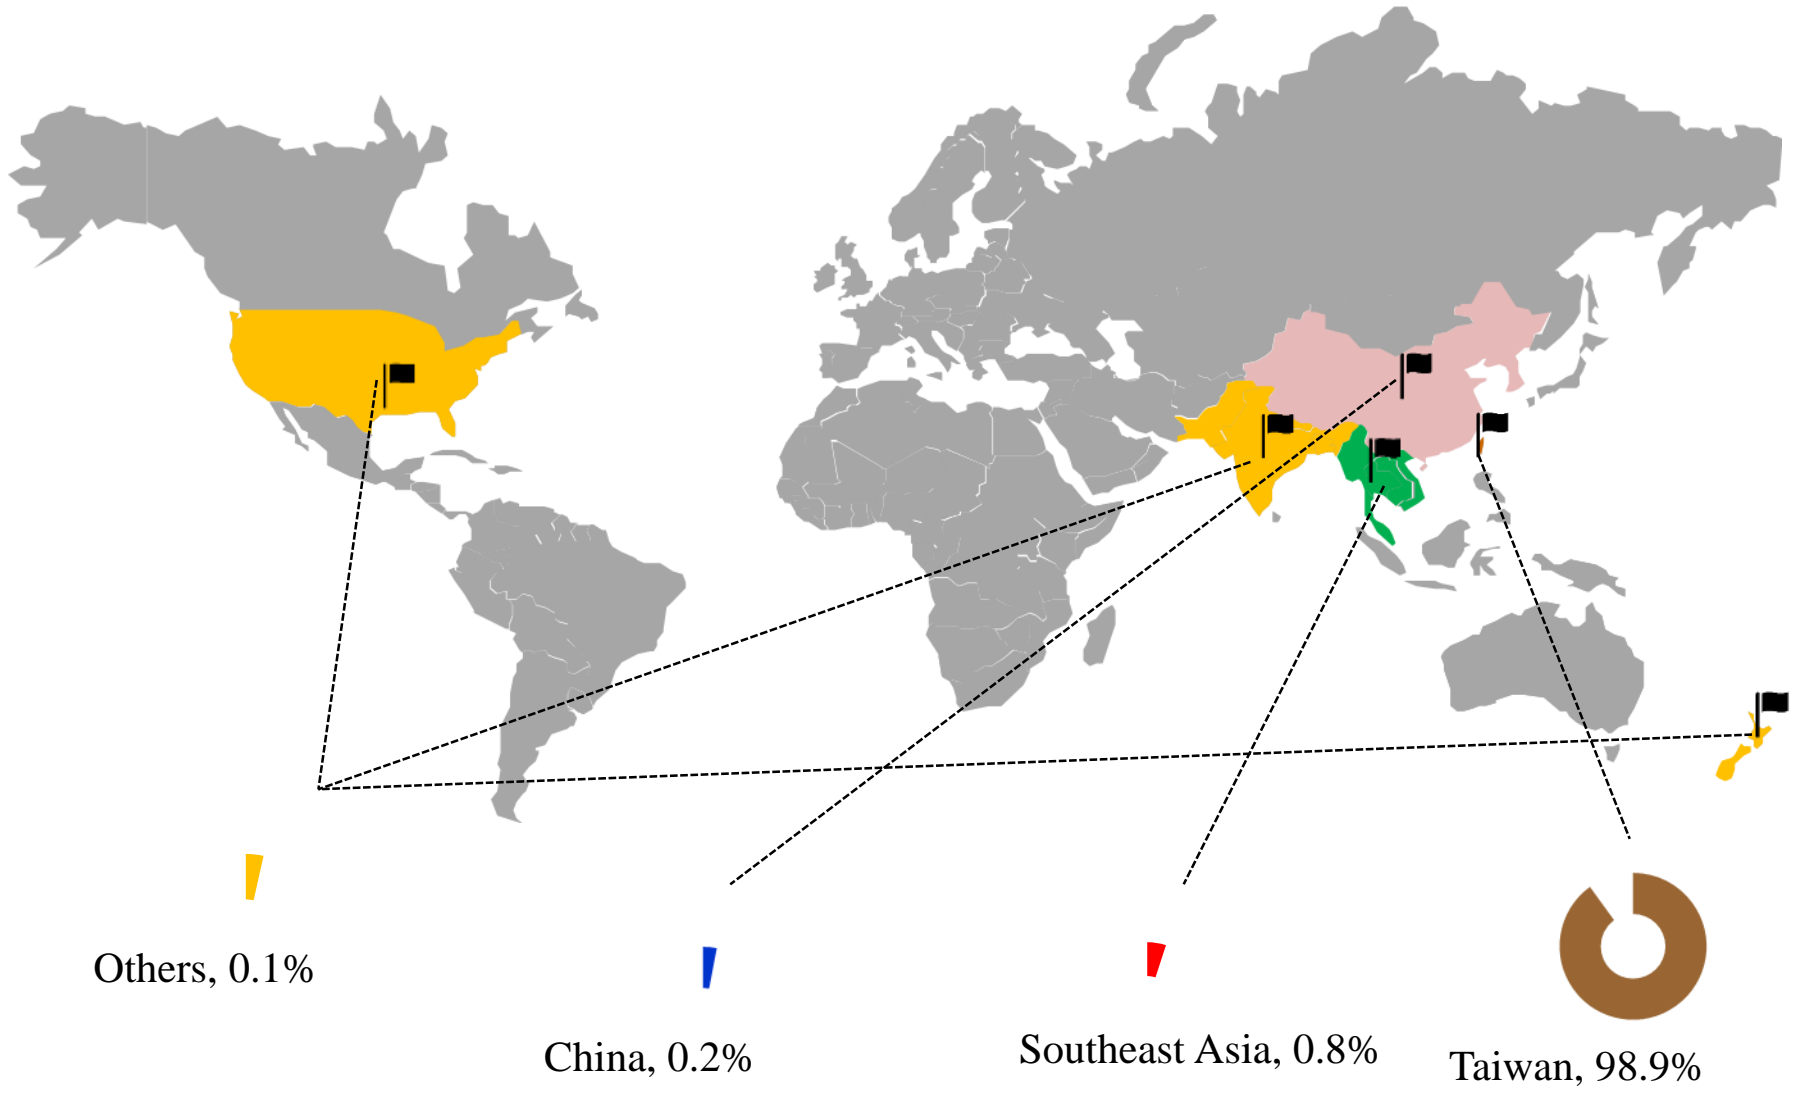 Others, 0.1%
China, 0.2%
Southeast Asia, 0.8%
Taiwan, 98.9%